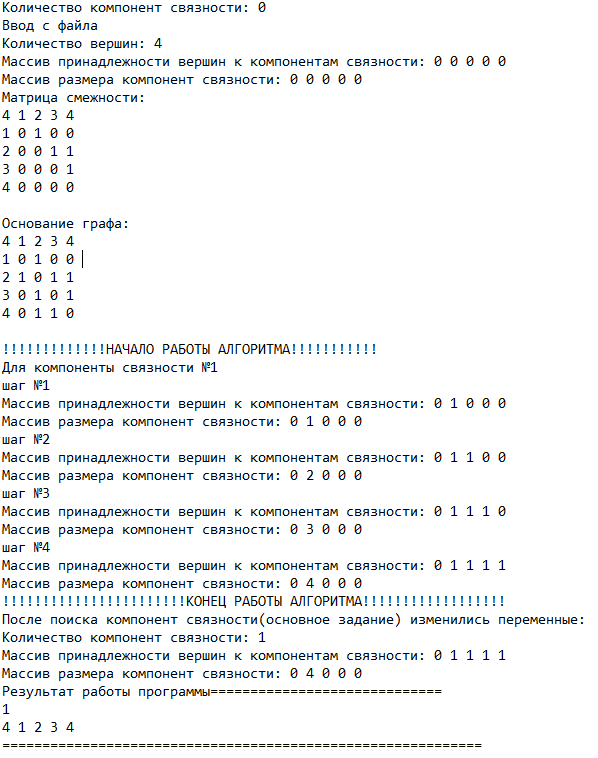 Количество компонент связности: 0
Ввод с файла
Количество вершин: 4
Массив принадлежности вершин к компонентам связности: 0 0 0 0 0
Массив размера компонент связности: 0 0 0 0 0
Матрица смежности:
4 1 2 3 4
1 0 1 0 0
2 0 0 1 1
3 0 0 0 1
4 0 0 0 0
Основание графа:
4 1 2 3 4
1 0 1 0 0
2 1 0 1 1
3 0 1 0 1
4 0 1 1 0
!!!!!!!!!!!!!НАЧАЛО РАБОТЫ АЛГОРИТМА!!!!!!!!!!!
Для компоненты связности №1
шаг №1
Массив принадлежности вершин к компонентам связности: 0 1 0 0 0
Массив размера компонент связности: 0 1 0 0 0
шаг №2
Массив принадлежности вершин к компонентам связности: 0 1 1 0 0
Массив размера компонент связности: 0 2 0 0 0
шаг №3
Массив принадлежности вершин к компонентам связности: 0 1 1 1 0
Массив размера компонент связности: 0 3 0 0 0
шаг №4
Массив принадлежности вершин к компонентам связности: 0 1 1 1 1
Массив размера компонент связности: 0 4 0 0 0
!!!!!!!!!!!!!!!!!!!!!!!КОНЕЦ РАБОТЫ АЛГОРИТМА!!!!!!!!!!!!!!!!!!
После поиска компонент связности(основное задание) изменились переменные:
Количество компонент связности: 1
Массив принадлежности вершин к компонентам связности: 0 1 1 1 1
Массив размера компонент связности: 0 4 0 0 0
Результат работы программы=============================
1
4 1 2 3 4
============================================================